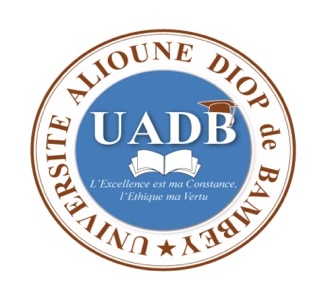 UNIVERSITE ALIOUNE DIOP de BAMBEY
UADB
L'Excellence est ma Constance,
l'Ethique ma Vertu